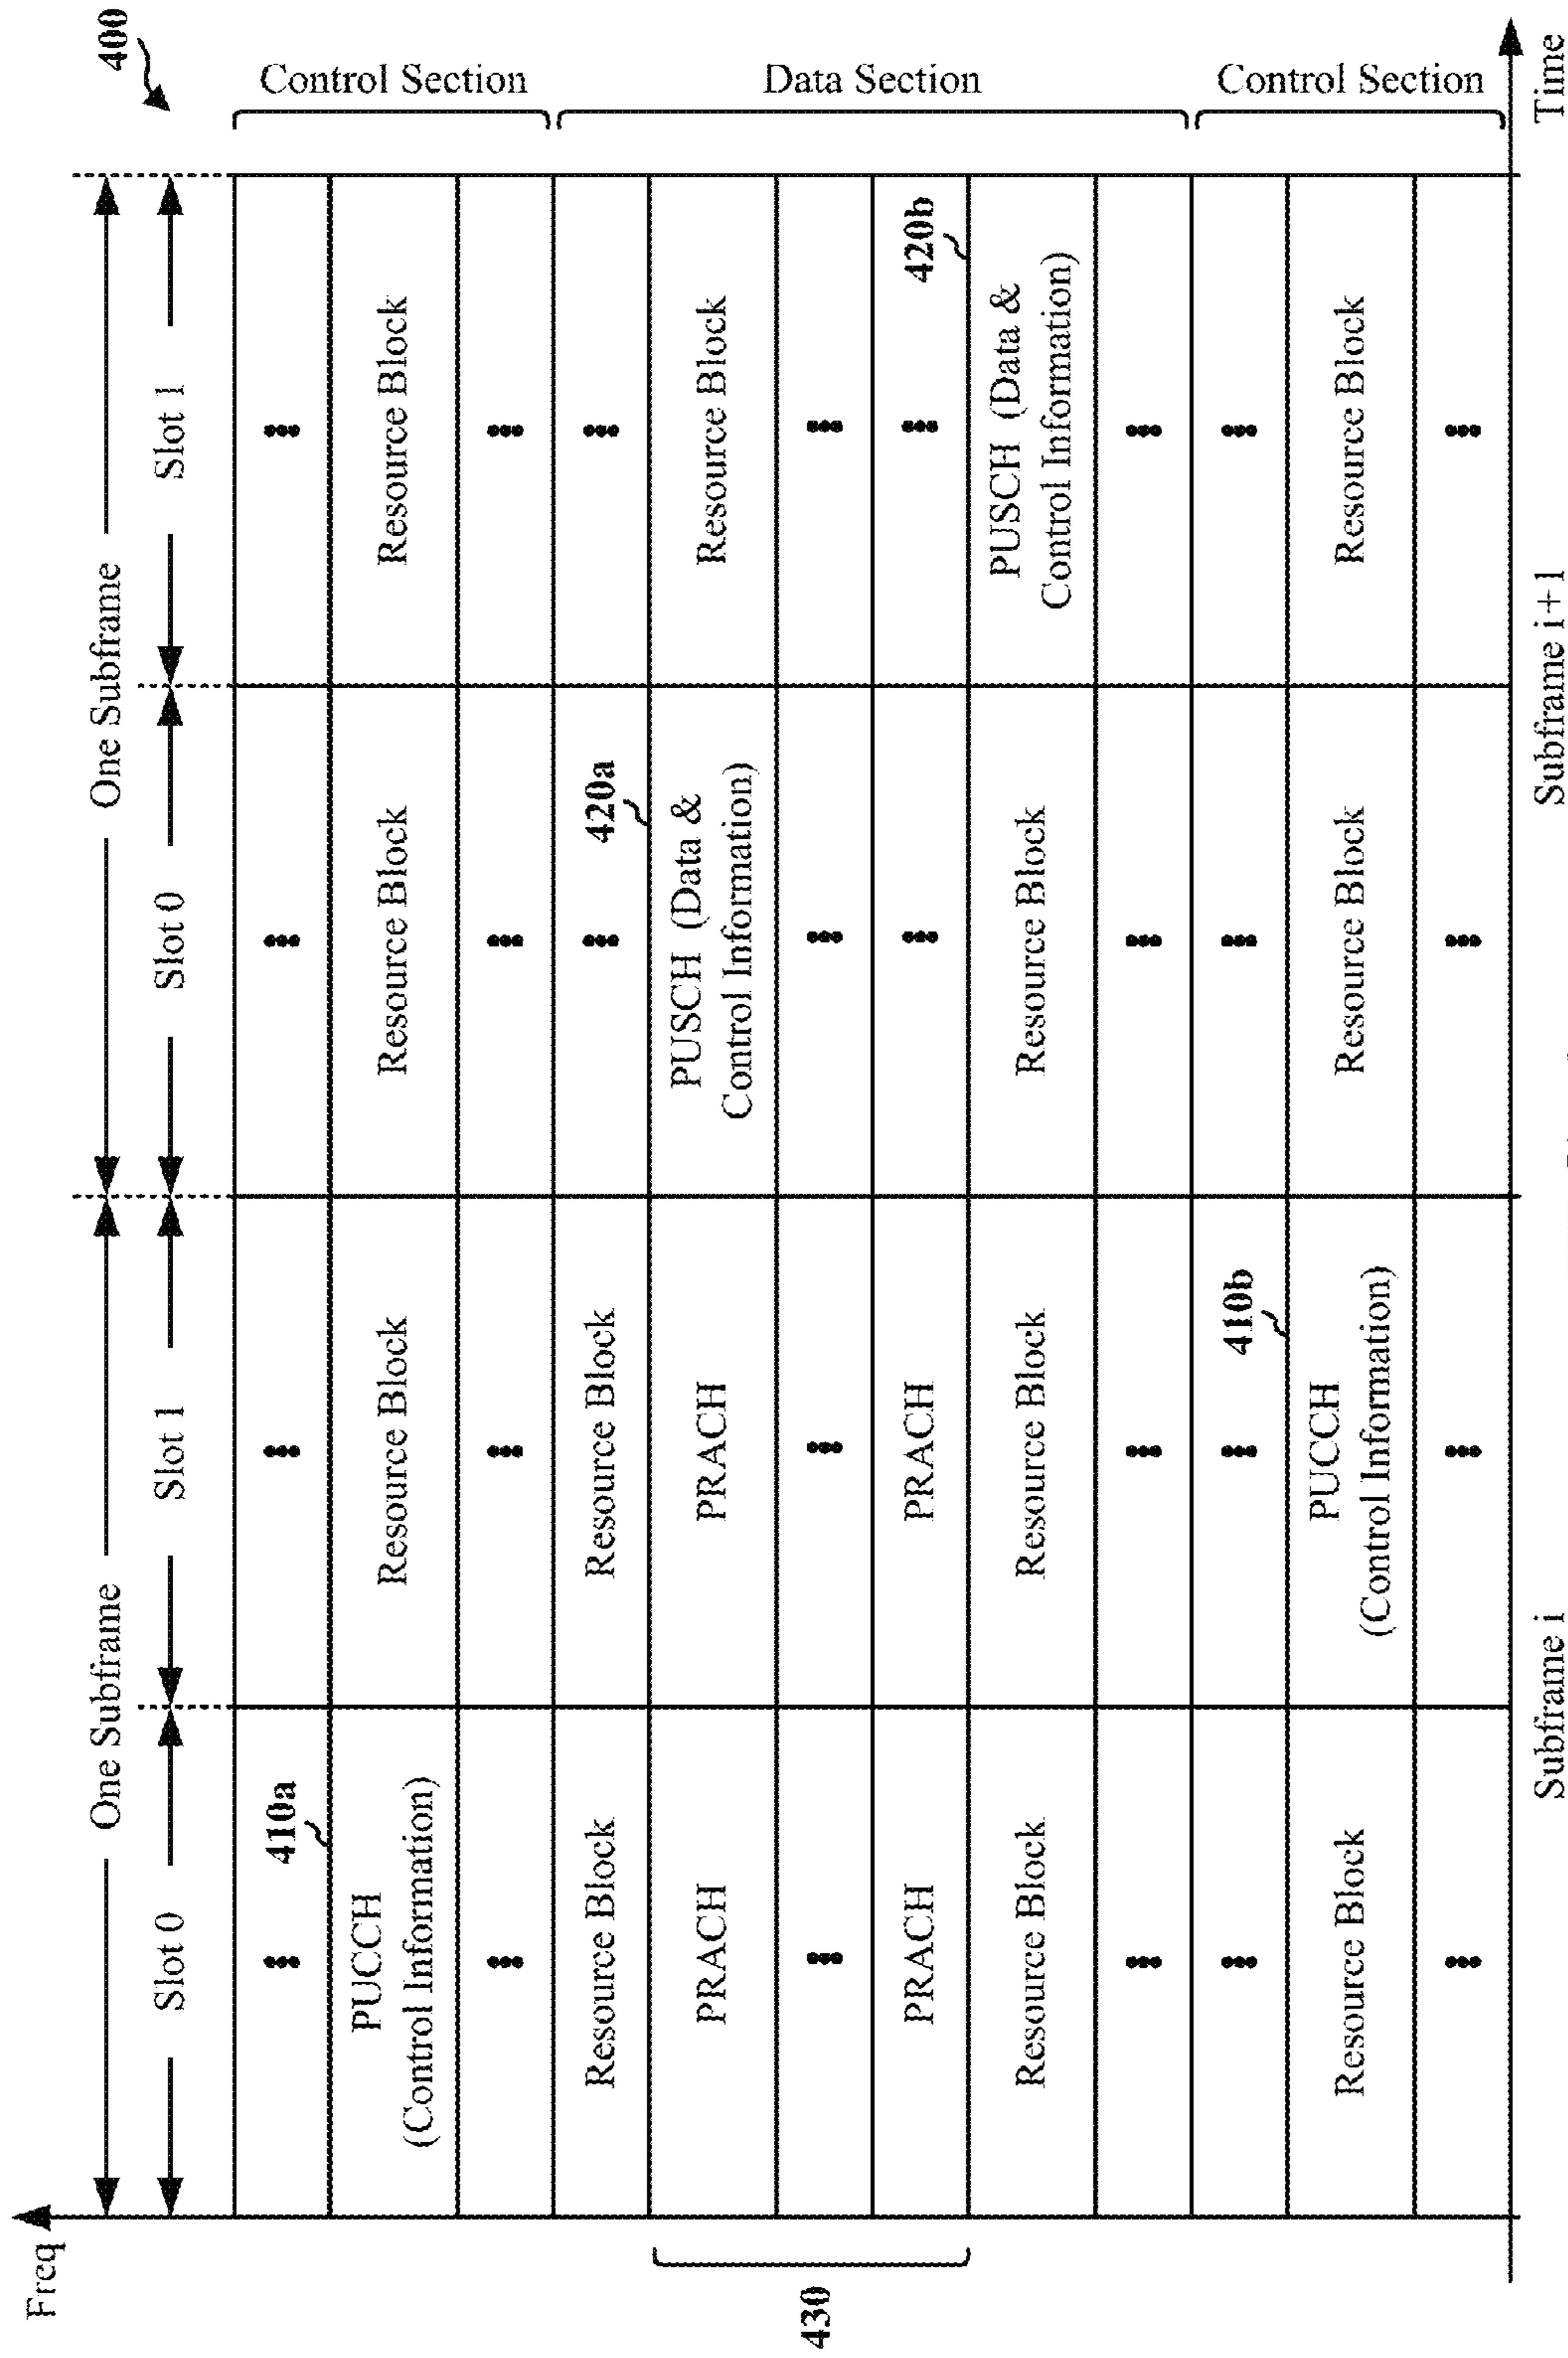 400
One Subframe
One Subframe
Slot 0
Slot 1
Slot 0
Slot 1
Freq
Control Section
Data Section
Control Section
410a
PUCCH
(Control Information)
Resource Block
Resource Block
Resource Block
Resource Block
Resource Block
420a
430
PRACH
PRACH
PUSCH (Data &
Control Information)
Resource Block
PRACH
PRACH
420b
Resource Block
Resource Block
Resource Block
PUSCH (Data &
Control Information)
410b
Resource Block
PUCCH
(Control Information)
Resource Block
Resource Block
Subframe i
Subframe i+1
Time